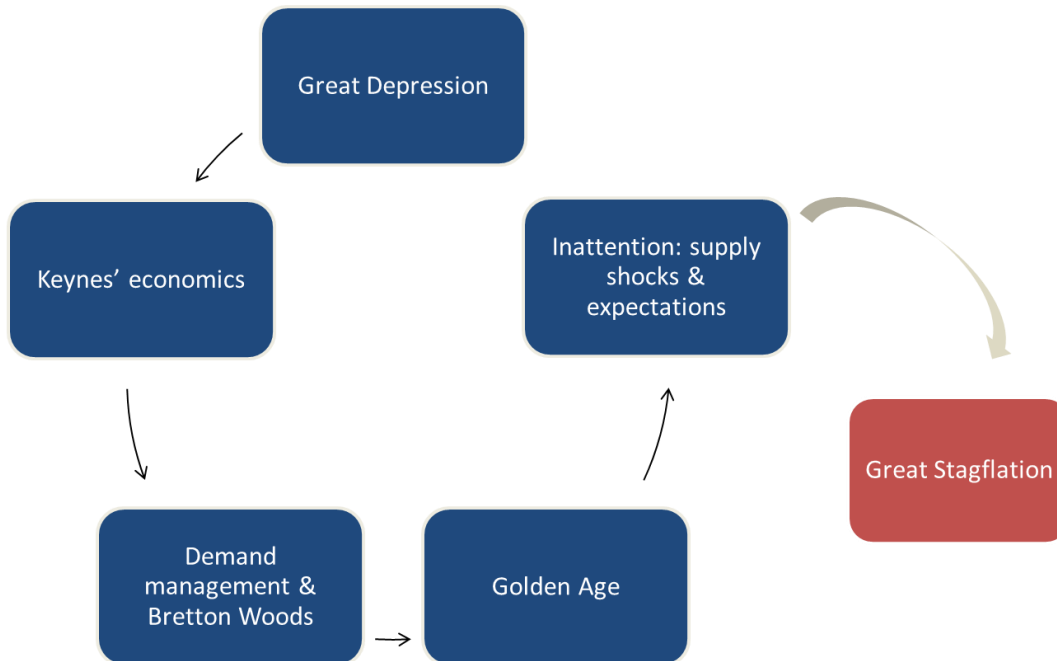 Great Depression
Keynes’ economics
Demand
management &
Bretton Woods
Golden Age
Inattention: supply
shocks &
expectations
Great Stagflation